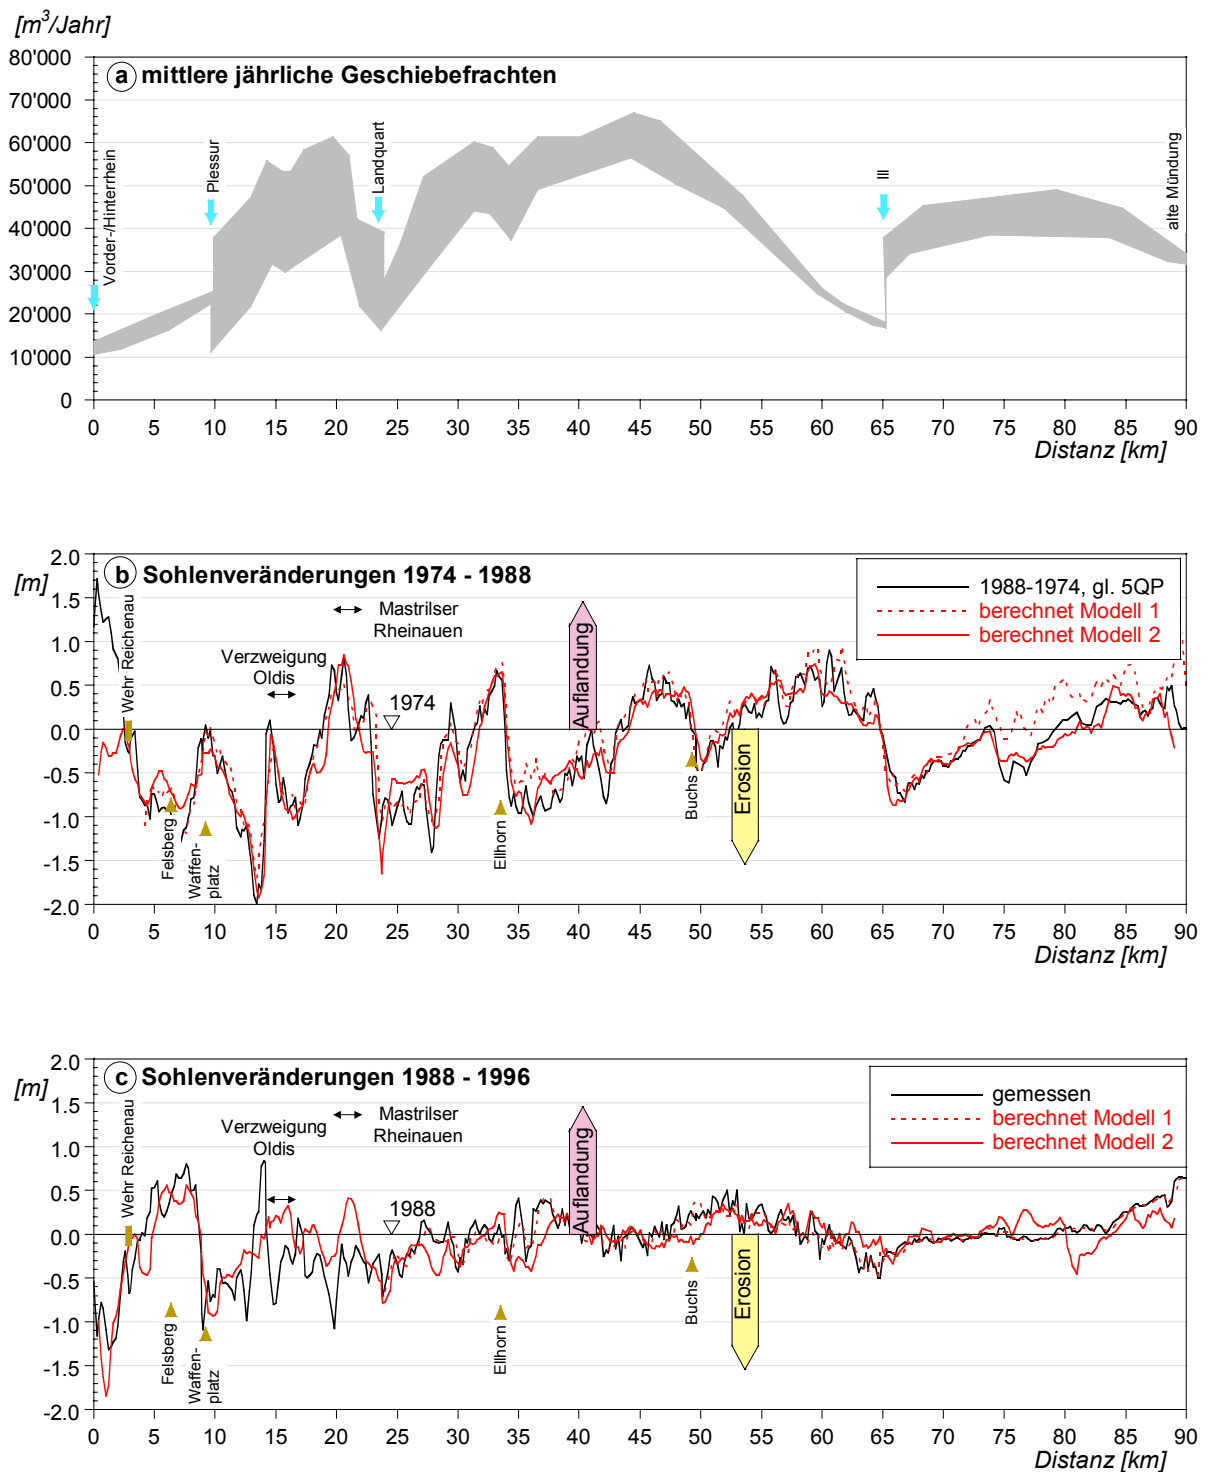 [m³/Jahr]
80'000
70'000
60'000
50'000
40'000
30'000
20'000
10'000
0
a mittlere jährliche Geschiebefrachten
Vorder-/Hinterrhein
Plessur
Landquart
Ill
alte Mündung
0 5 10 15 20 25 30 35 40 45 50 55 60 65 70 75 80 85 90
Distanz [km]
[m]
2.0
1.5
1.0
0.5
0.0
-0.5
-1.0
-1.5
-2.0
b Sohlenveränderungen 1974 - 1988
1988-1974, gl. 5QP
berechnet Modell 1
berechnet Modell 2
Wehr Reichenau
Mastrilser
Rheinauen
Verzweigung
Oldis
1974
Auflandung
Erosion
Felsberg
Waffen-
platz
Ellhorn
Buchs
0 5 10 15 20 25 30 35 40 45 50 55 60 65 70 75 80 85 90
Distanz [km]
[m]
2.0
1.5
1.0
0.5
0.0
-0.5
-1.0
-1.5
-2.0
c Sohlenveränderungen 1988 - 1996
gemessen
berechnet Modell 1
berechnet Modell 2
Wehr Reichenau
Mastrilser
Rheinauen
Verzweigung
Oldis
1988
Auflandung
Erosion
Felsberg
Waffen-
platz
Ellhorn
Buchs
0 5 10 15 20 25 30 35 40 45 50 55 60 65 70 75 80 85 90
Distanz [km]